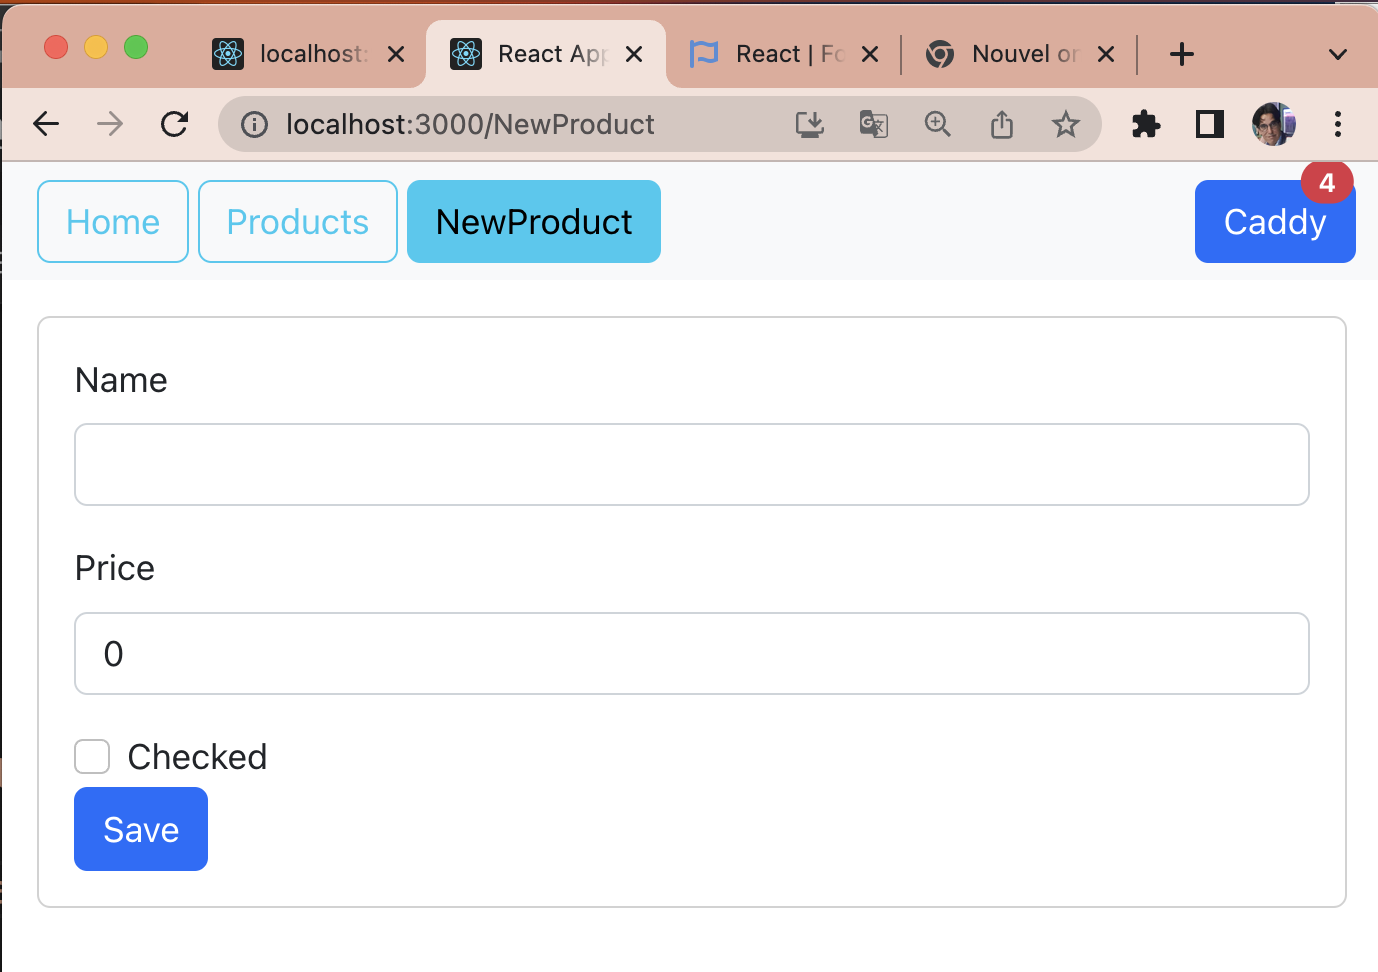 localhost:
React App
React | Fo
Nouvel on
localhost:3000/NewProduct
Home
Products
NewProduct
4
Caddy
Name
Price
0
Checked
Save